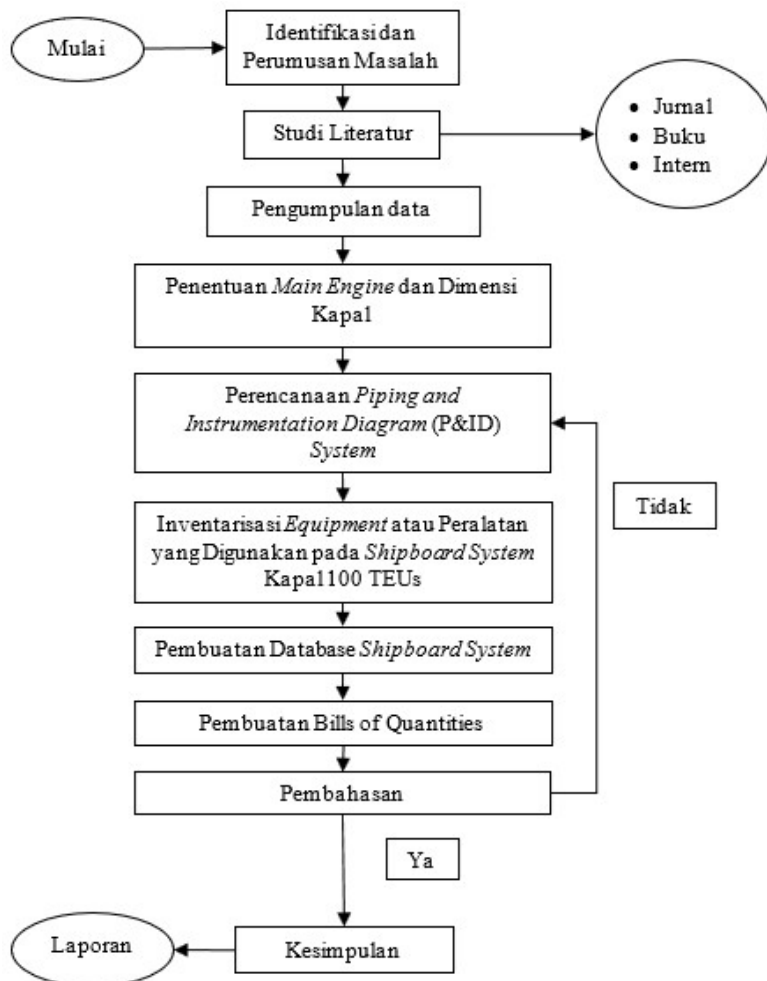 Mulai
Identifikasi dan
Perumusan Masalah
Studi Literatur
• Jurnal
• Buku
• Intern
Pengumpulan data
Penentuan Main Engine dan Dimensi
Kapal
Perencanaan Piping and
Instrumentation Diagram (P&ID)
System
Tidak
Inventarisasi Equipment atau Peralatan
yang Digunakan pada Shipboard System
Kapal 100 TEUs
Pembuatan Database Shipboard System
Pembuatan Bills of Quantities
Pembahasan
Ya
Laporan
Kesimpulan